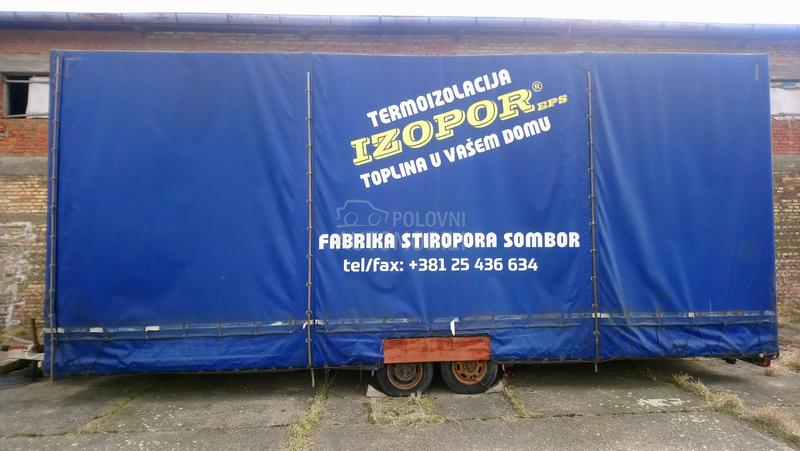 TERMOIZOLACIJA
IZOPOR® EPS
TOPLINA U VAŠEM DOMU
POLOVNI
FABRIKA STIROPORA SOMBOR
tel/fax: +381 25 436 634